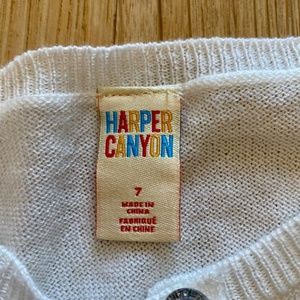 HARPER
CANYON
7
MADE IN
CHINA
FABRIQUÉ
EN CHINE